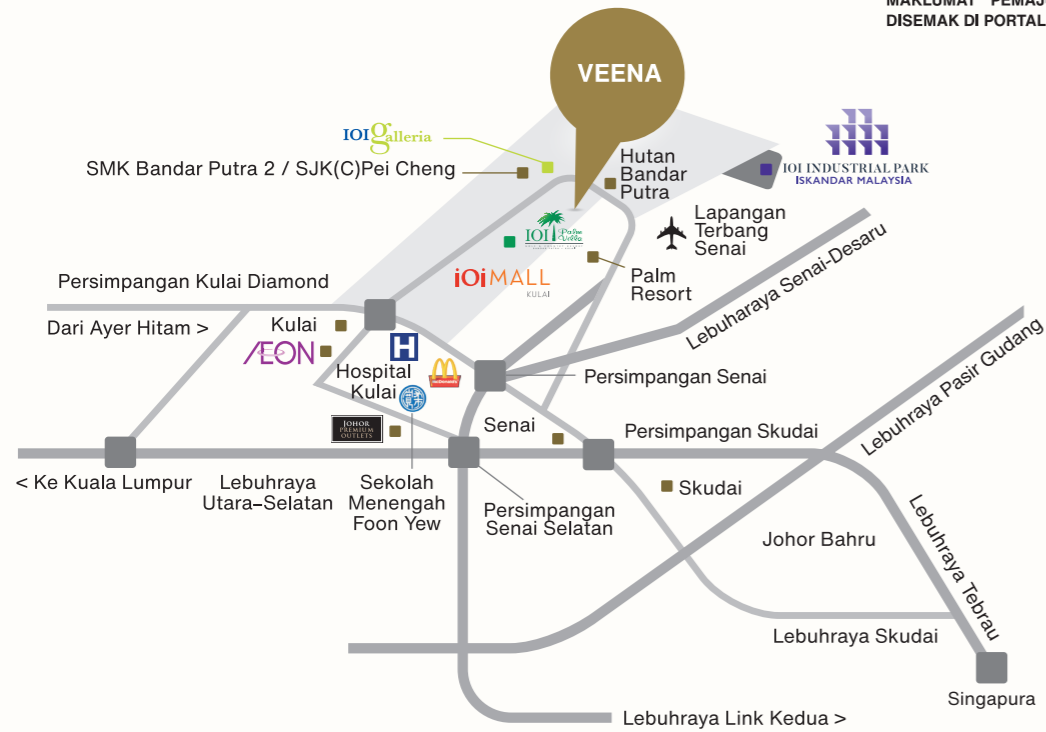 MAKLUMAT PEMAJ
DISEMAK DI PORTAL
VEENA
IOI galleria
SMK Bandar Putra 2 / SJK(C)Pei Cheng
Hutan
Bandar
Putra
IOI INDUSTRIAL PARK
ISKANDAR MALAYSIA
Lapangan
Terbang
Senai
IOI Palm Villa
iOi MALL
KULAI
Palm
Resort
Lebuharaya Senai-Desaru
Persimpangan Kulai Diamond
Dari Ayer Hitam >
Kulai
ÆON
H
Hospital
Kulai
Persimpangan Senai
Lebuhraya Pasir Gudang
JOHOR
PREMIUM
OUTLETS
Senai
Persimpangan Skudai
< Ke Kuala Lumpur
Lebuhraya
Utara-Selatan
Sekolah
Menengah
Foon Yew
Persimpangan
Senai Selatan
Skudai
Johor Bahru
Lebuhraya Tebrau
Lebuhraya Skudai
Singapura
Lebuhraya Link Kedua >